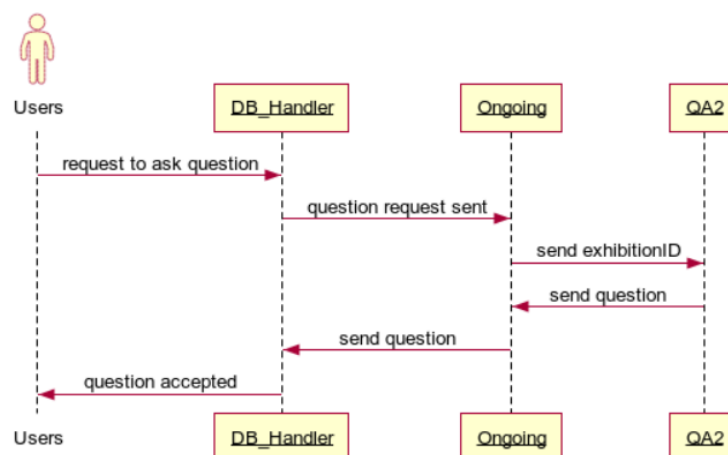 Users
DB_Handler
Ongoing
QA2
request to ask question
question request sent
send exhibitionID
send question
send question
question accepted
Users
DB_Handler
Ongoing
QA2